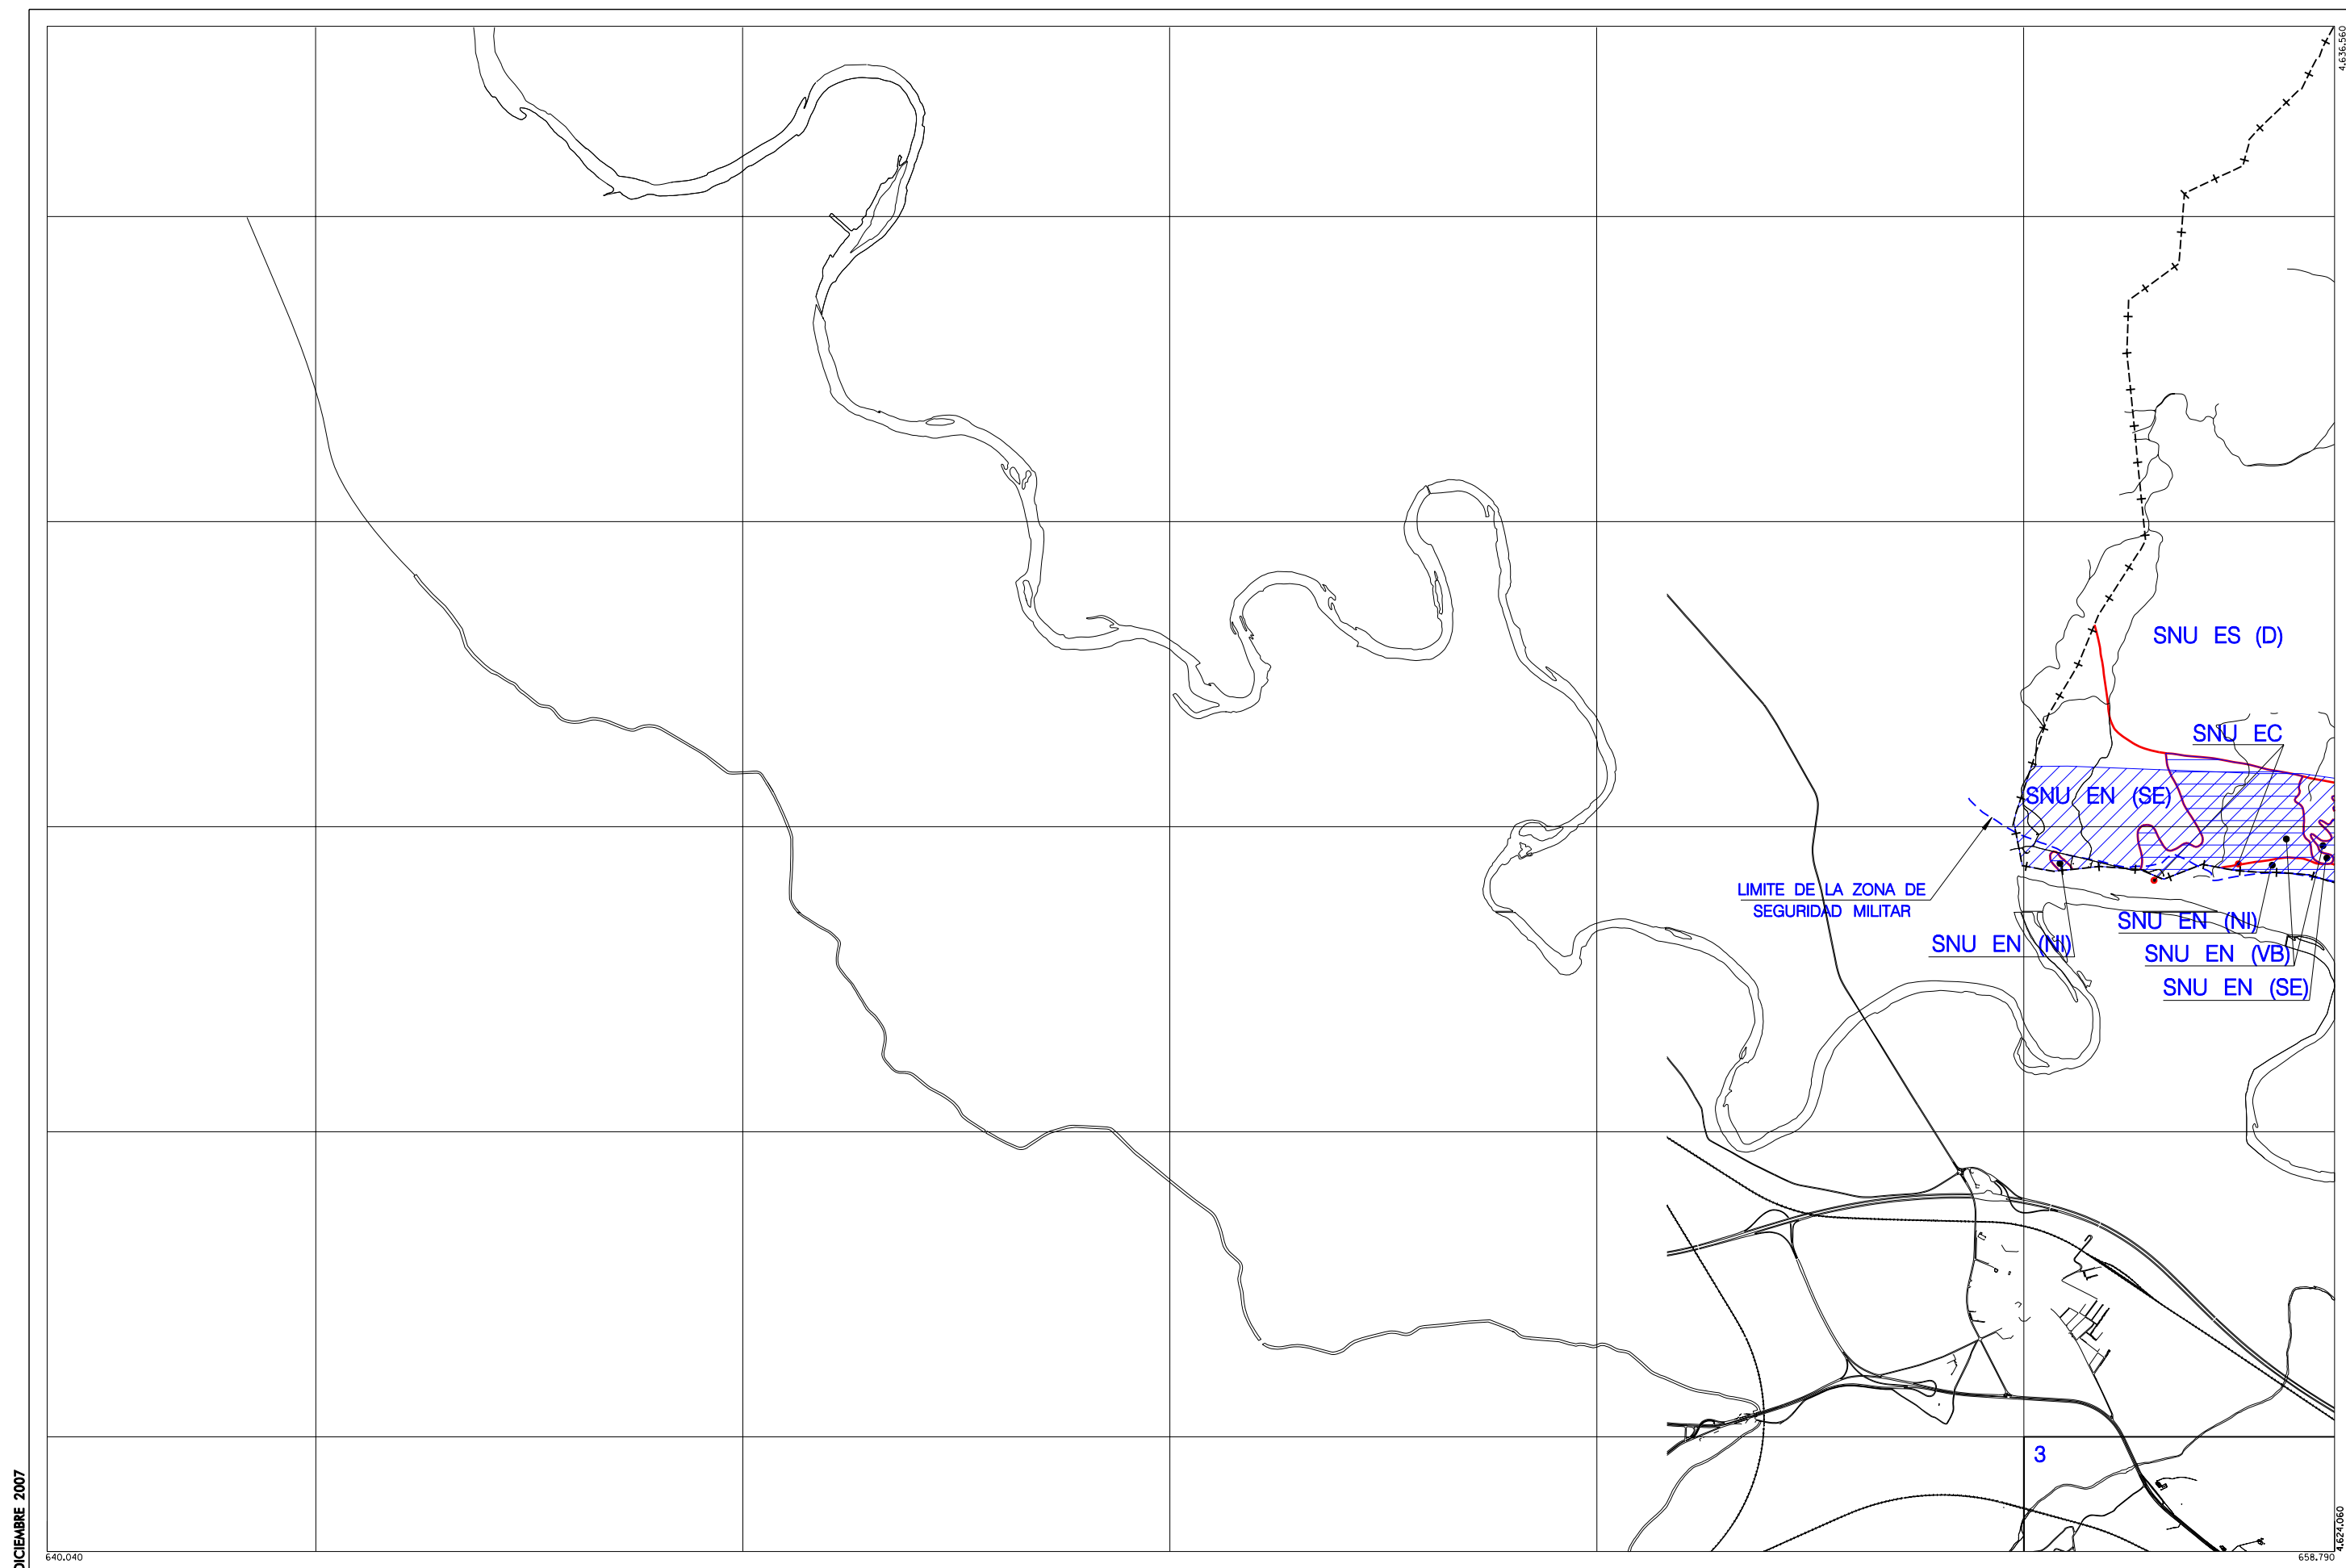 4.636.560
SNU ES (D)
SNU EC
SNU EN (SE)
LIMITE DE LA ZONA DE
SEGURIDAD MILITAR
SNU EN (NI)
SNU EN (NI)
SNU EN (VB)
SNU EN (SE)
3
DICIEMBRE 2007
640.040
658.790
4.624.060